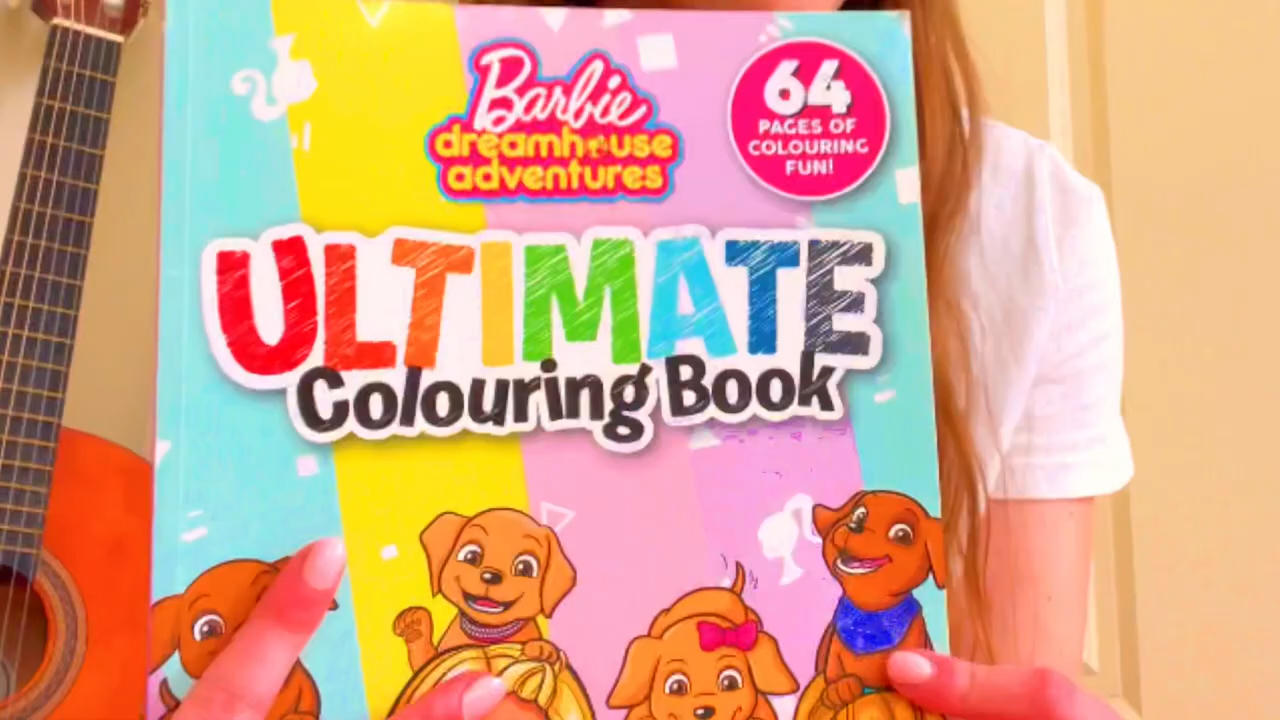 Barbie
dreamhouse
adventures
64
PAGES OF
COLOURING
FUN!
ULTIMATE
Colouring Book